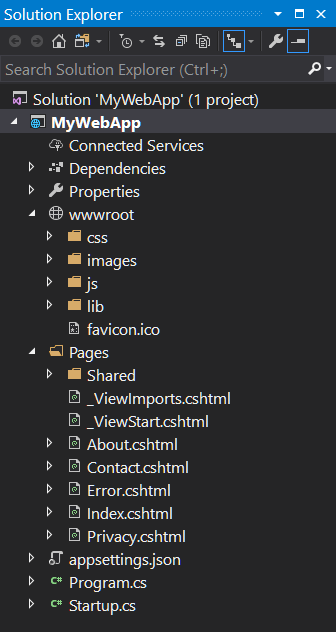 Solution Explorer
Search Solution Explorer (Ctrl+;)
Solution 'MyWebApp' (1 project)
MyWebApp
Connected Services
Dependencies
Properties
wwwroot
css
images
js
lib
favicon.ico
Pages
Shared
_ViewImports.cshtml
_ViewStart.cshtml
About.cshtml
Contact.cshtml
Error.cshtml
Index.cshtml
Privacy.cshtml
appsettings.json
C# Program.cs
C# Startup.cs